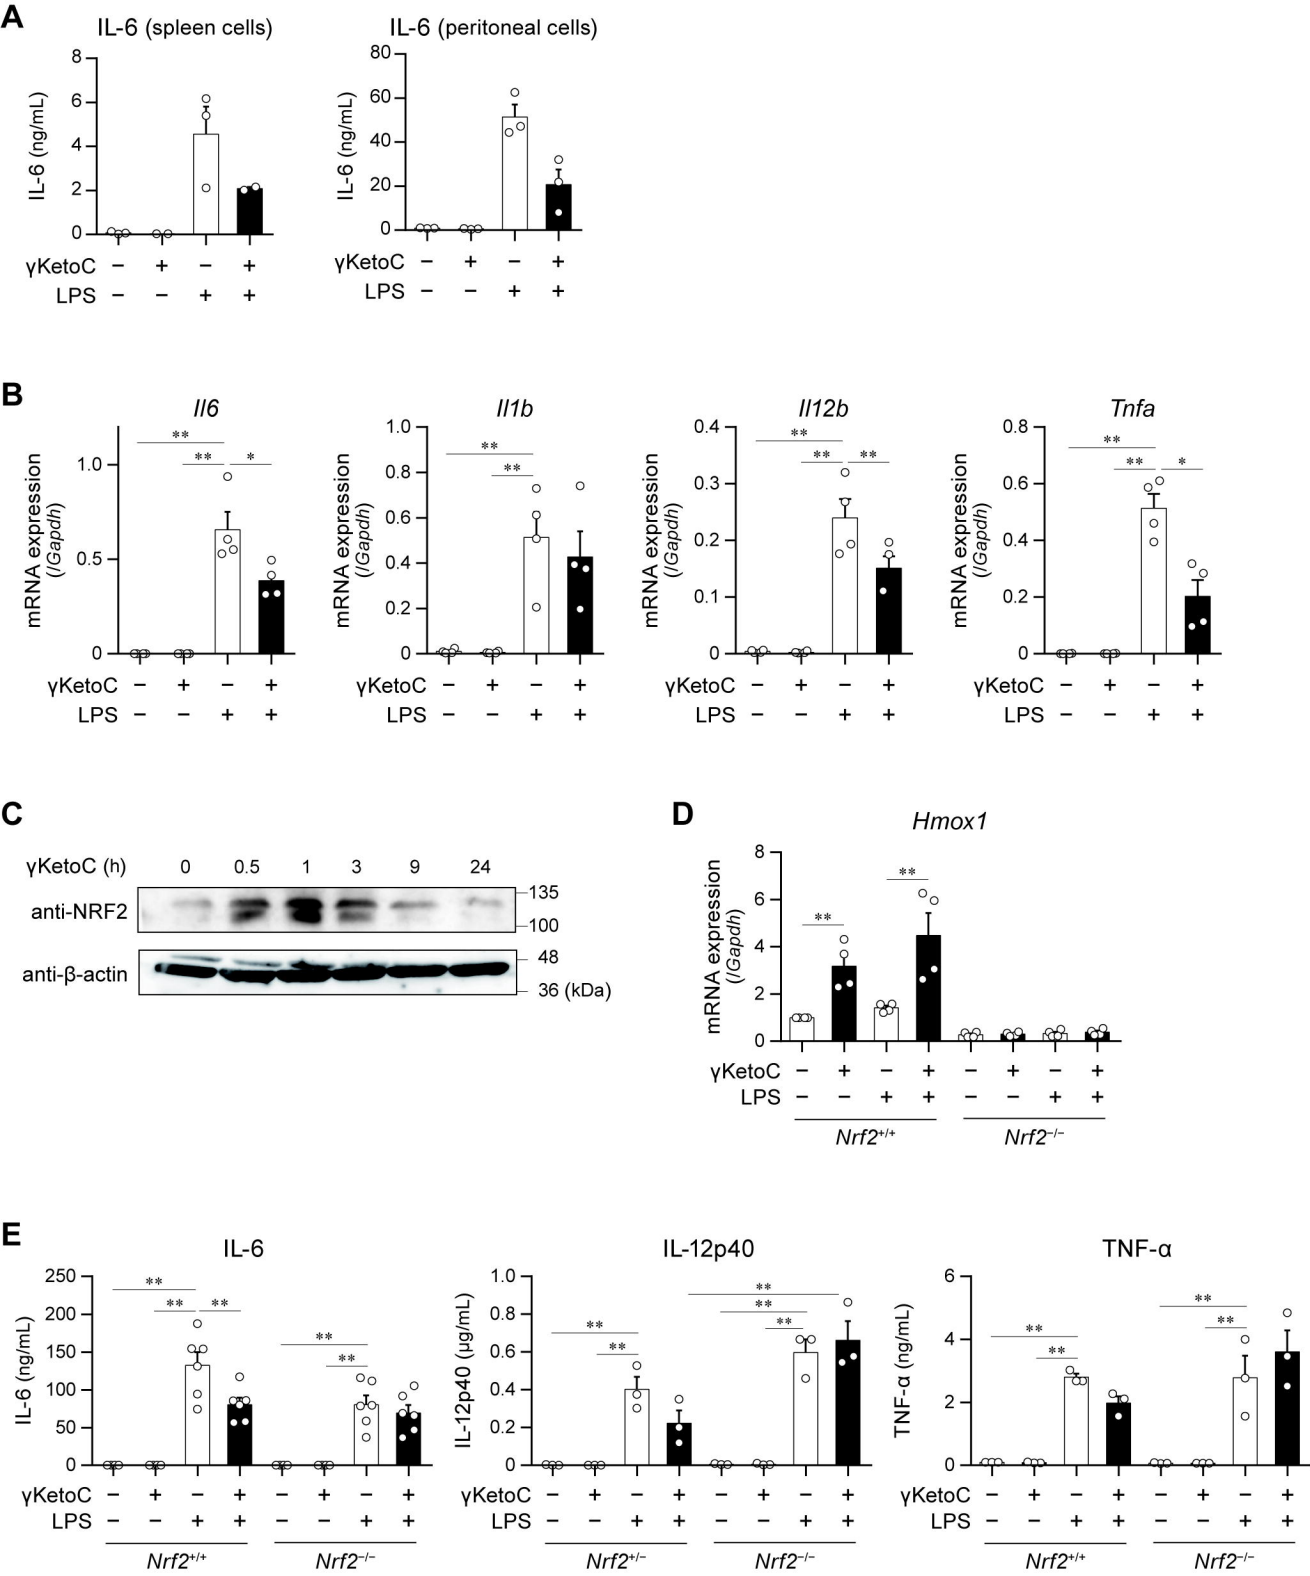 A
IL-6 (spleen cells)
IL-6 (ng/mL)
8
6
4
2
0
γKetoC − + − +
LPS − − + +
IL-6 (peritoneal cells)
IL-6 (ng/mL)
80
60
40
20
0
γKetoC − + − +
LPS − − + +
B
Il6
mRNA expression
(/Gapdh)
1.0
0.5
0
** ** *
γKetoC − + − +
LPS − − + +
Il1b
mRNA expression
(/Gapdh)
1.0
0.8
0.6
0.4
0.2
0
** **
γKetoC − + − +
LPS − − + +
Il12b
mRNA expression
(/Gapdh)
0.4
0.3
0.2
0.1
0
** ** **
γKetoC − + − +
LPS − − + +
Tnfa
mRNA expression
(/Gapdh)
0.8
0.6
0.4
0.2
0
** ** *
γKetoC − + − +
LPS − − + +
C
γKetoC (h) 0 0.5 1 3 9 24
anti-NRF2
135
100
anti-β-actin
48
36 (kDa)
D
Hmox1
mRNA expression
(/Gapdh)
8
6
4
2
0
** **
γKetoC − + − + − + − +
LPS − − + + − − + +
Nrf2+/+ Nrf2−/−
E
IL-6
IL-6 (ng/mL)
250
200
150
100
50
0
** ** ** ** **
γKetoC − + − + − + − +
LPS − − + + − − + +
Nrf2+/+ Nrf2−/−
IL-12p40
IL-12p40 (μg/mL)
1.0
0.8
0.6
0.4
0.2
0
** ** ** ** **
γKetoC − + − + − + − +
LPS − − + + − − + +
Nrf2+/− Nrf2−/−
TNF-α
TNF-α (ng/mL)
6
4
2
0
** ** ** **
γKetoC − + − + − + − +
LPS − − + + − − + +
Nrf2+/+ Nrf2−/−